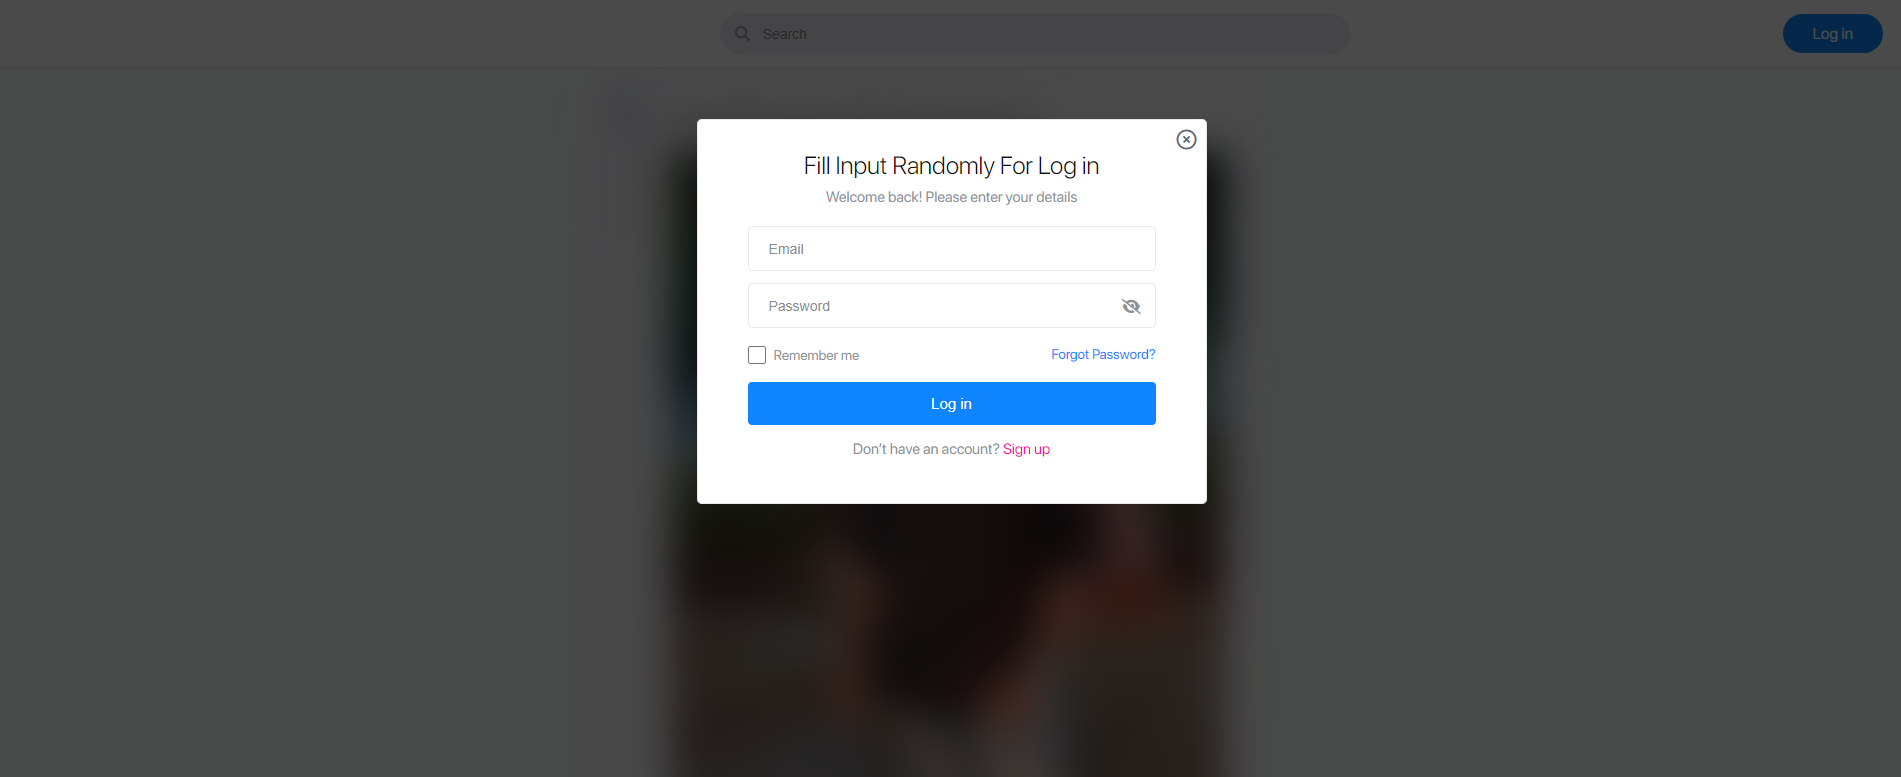 Search
Log in
Fill Input Randomly For Log in
Welcome back! Please enter your details
Email
Password
Remember me
Forgot Password?
Log in
Don’t have an account? Sign up